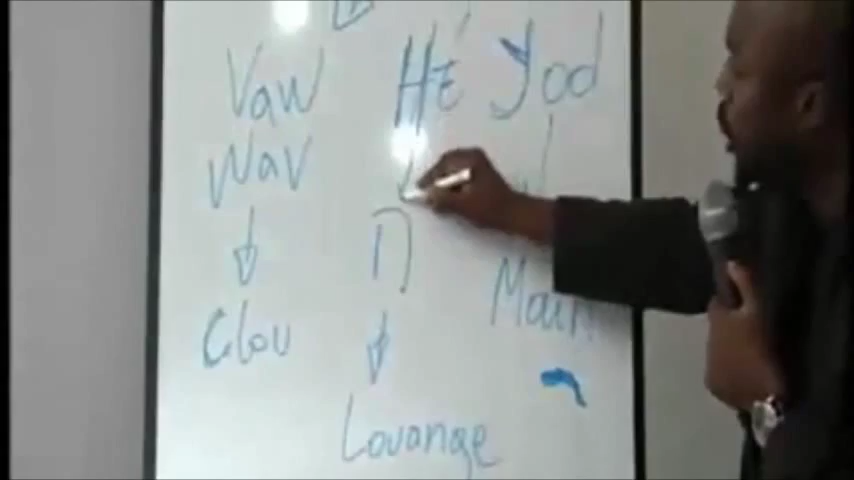 Vaw Hé Yod
Wav
ה
Main
Clou
י
Louange